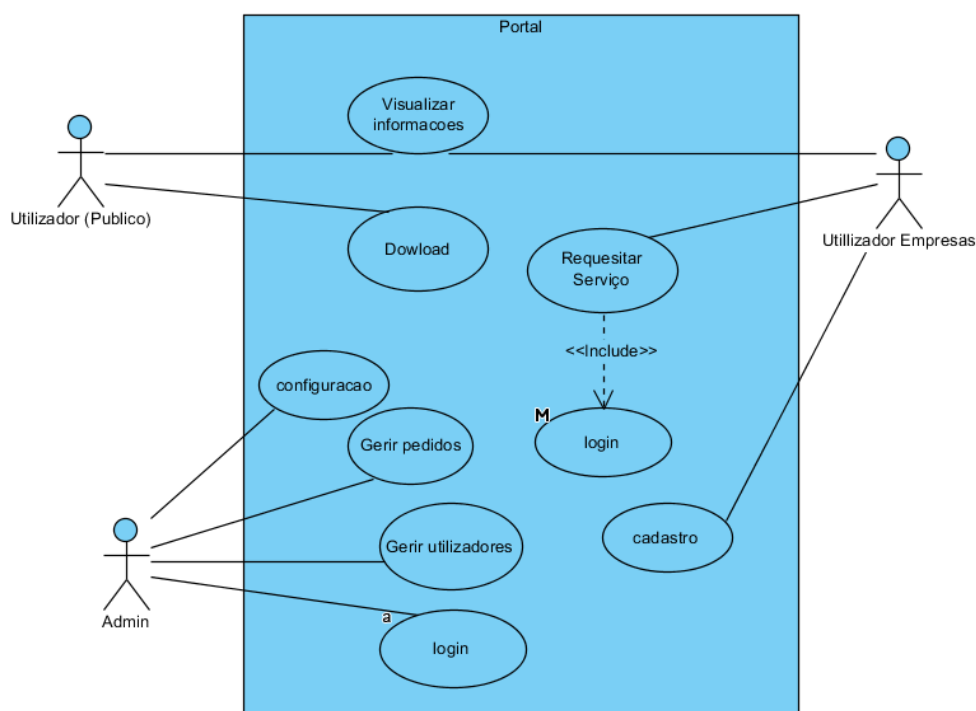 Portal
Visualizar
informacoes
Utilizador (Publico)
Utillizador Empresas
Dowload
Requesitar
Serviço
<<Include>>
configuracao
M
login
Gerir pedidos
cadastro
Gerir utilizadores
Admin
a
login